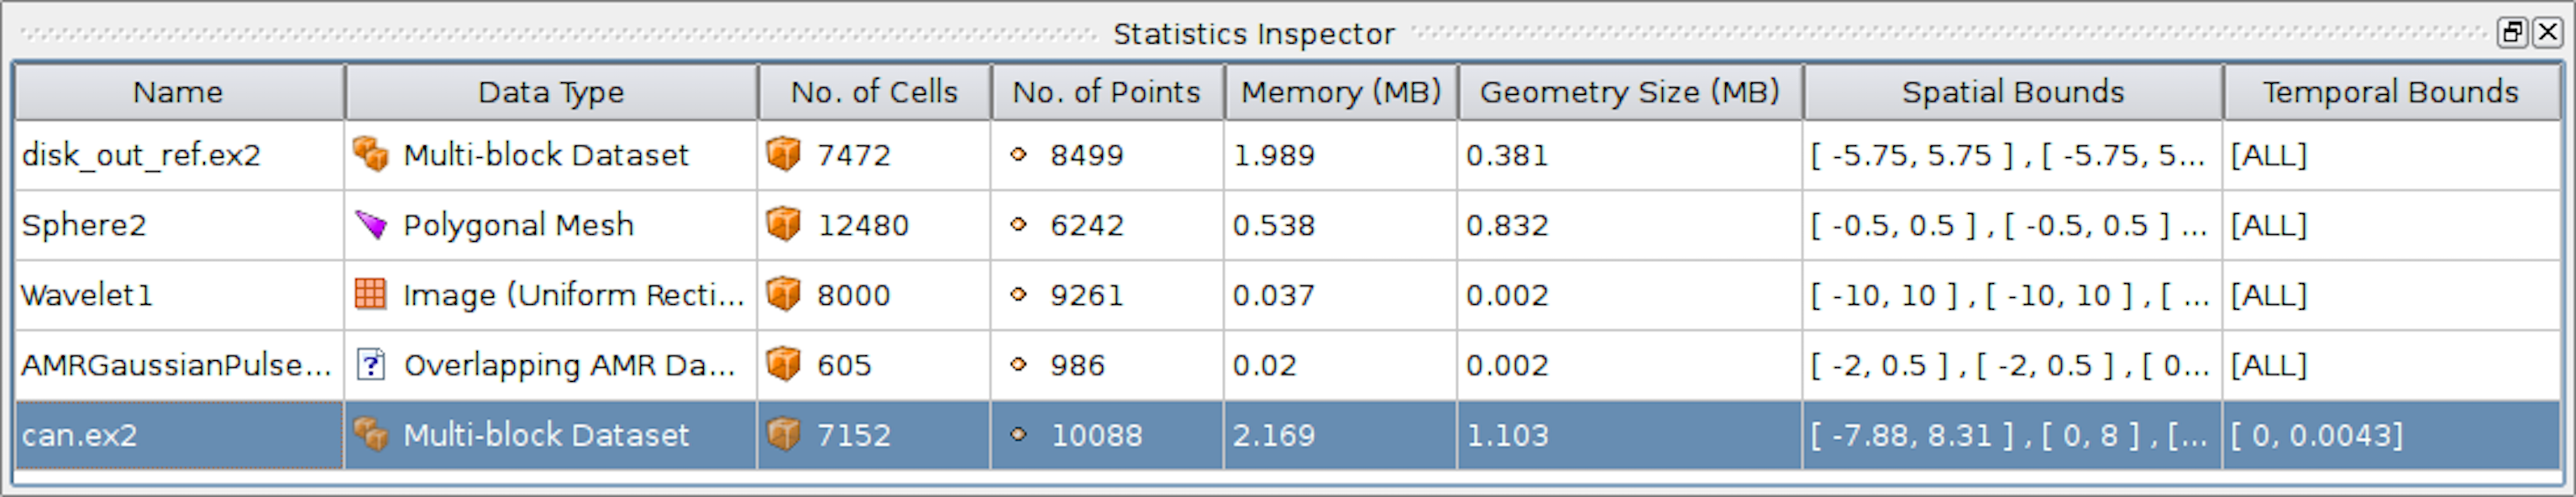 Statistics Inspector
Name Data Type No. of Cells No. of Points Memory (MB) Geometry Size (MB) Spatial Bounds Temporal Bounds
disk_out_ref.ex2 Multi-block Dataset 7472 8499 1.989 0.381 [ -5.75, 5.75 ] , [ -5.75, 5... [ALL]
Sphere2 Polygonal Mesh 12480 6242 0.538 0.832 [ -0.5, 0.5 ] , [ -0.5, 0.5 ] ... [ALL]
Wavelet1 Image (Uniform Recti... 8000 9261 0.037 0.002 [ -10, 10 ] , [ -10, 10 ] , [ ... [ALL]
AMRGaussianPulse... ? Overlapping AMR Da... 605 986 0.02 0.002 [ -2, 0.5 ] , [ -2, 0.5 ] , [ 0... [ALL]
can.ex2 Multi-block Dataset 7152 10088 2.169 1.103 [ -7.88, 8.31 ] , [ 0, 8 ] , [... [ 0, 0.0043]